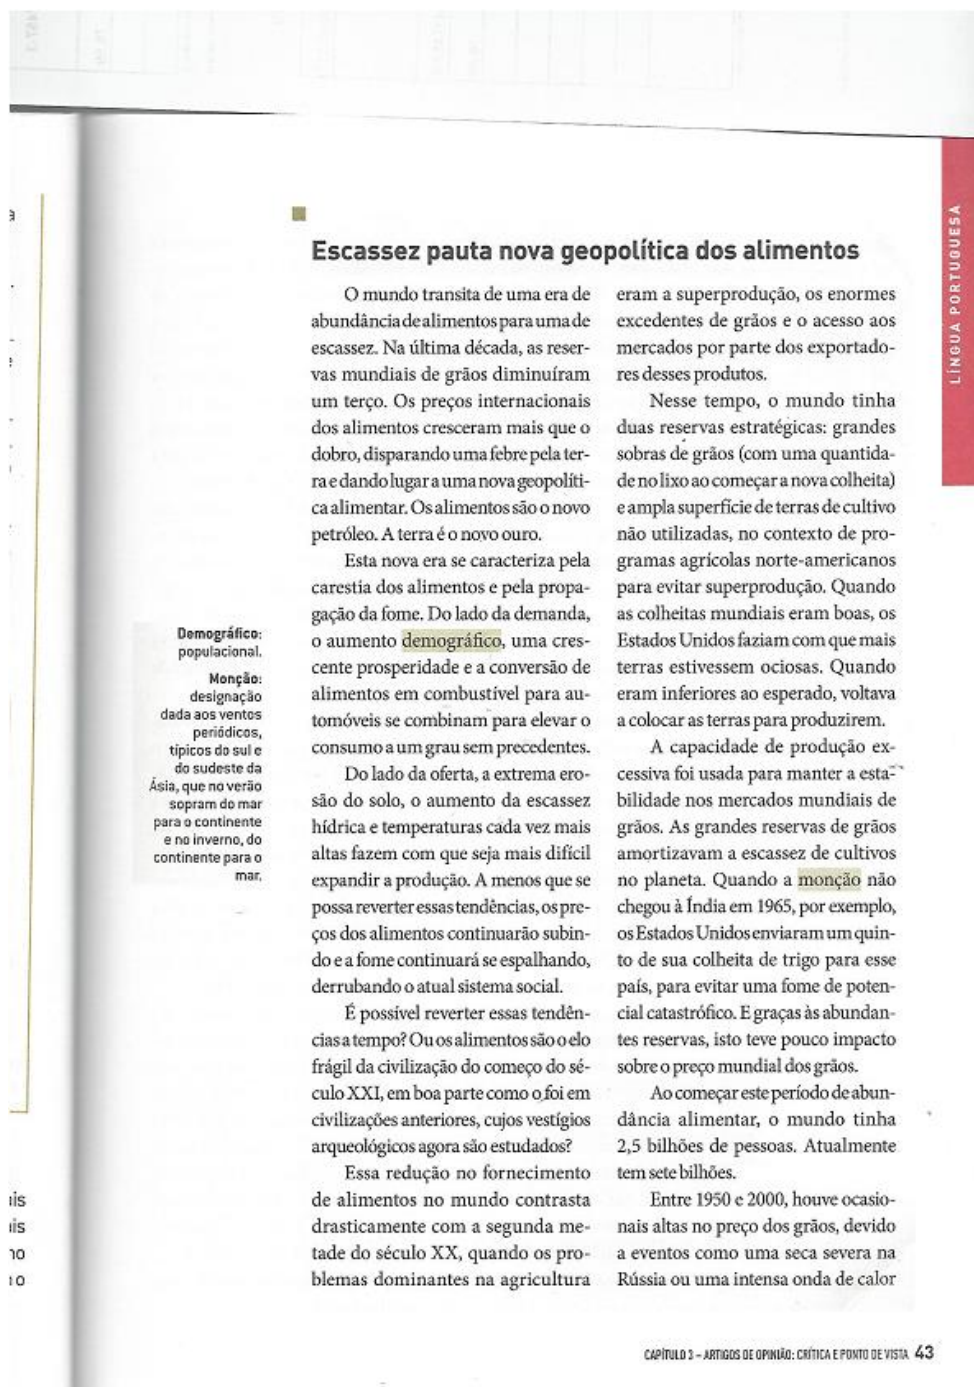 LÍNGUA PORTUGUESA
Escassez pauta nova geopolítica dos alimentos
O mundo transita de uma era de
abundância de alimentos para uma de
escassez. Na última década, as reser-
vas mundiais de grãos diminuíram
um terço. Os preços internacionais
dos alimentos cresceram mais que o
dobro, disparando uma febre pela ter-
ra e dando lugar a uma nova geopolíti-
ca alimentar. Os alimentos são o novo
petróleo. A terra é o novo ouro.
Esta nova era se caracteriza pela
carestia dos alimentos e pela propa-
gação da fome. Do lado da demanda,
o aumento demográfico, uma cres-
cente prosperidade e a conversão de
alimentos em combustível para au-
tomóveis se combinam para elevar o
consumo a um grau sem precedentes.
Do lado da oferta, a extrema ero-
são do solo, o aumento da escassez
hídrica e temperaturas cada vez mais
altas fazem com que seja mais difícil
expandir a produção. A menos que se
possa reverter essas tendências, os pre-
ços dos alimentos continuarão subin-
do e a fome continuará se espalhando,
derrubando o atual sistema social.
É possível reverter essas tendên-
cias a tempo? Ou os alimentos são o elo
frágil da civilização do começo do sé-
culo XXI, em boa parte como o foi em
civilizações anteriores, cujos vestígios
arqueológicos agora são estudados?
Essa redução no fornecimento
de alimentos no mundo contrasta
drasticamente com a segunda me-
tade do século XX, quando os pro-
blemas dominantes na agricultura
eram a superprodução, os enormes
excedentes de grãos e o acesso aos
mercados por parte dos exportado-
res desses produtos.
Nesse tempo, o mundo tinha
duas reservas estratégicas: grandes
sobras de grãos (com uma quantida-
de no lixo ao começar a nova colheita)
e ampla superfície de terras de cultivo
não utilizadas, no contexto de pro-
gramas agrícolas norte-americanos
para evitar superprodução. Quando
as colheitas mundiais eram boas, os
Estados Unidos faziam com que mais
terras estivessem ociosas. Quando
eram inferiores ao esperado, voltava
a colocar as terras para produzirem.
A capacidade de produção ex-
cessiva foi usada para manter a esta-
bilidade nos mercados mundiais de
grãos. As grandes reservas de grãos
amortizavam a escassez de cultivos
no planeta. Quando a monção não
chegou à Índia em 1965, por exemplo,
os Estados Unidos enviaram um quin-
to de sua colheita de trigo para esse
país, para evitar uma fome de poten-
cial catastrófico. E graças às abundan-
tes reservas, isto teve pouco impacto
sobre o preço mundial dos grãos.
Ao começar este período de abun-
dância alimentar, o mundo tinha
2,5 bilhões de pessoas. Atualmente
tem sete bilhões.
Entre 1950 e 2000, houve ocasio-
nais altas no preço dos grãos, devido
a eventos como uma seca severa na
Rússia ou uma intensa onda de calor
Demográfico:
populacional.
Monção:
designação
dada aos ventos
periódicos,
típicos do sul e
do sudeste da
Ásia, que no verão
sopram do mar
para o continente
e no inverno, do
continente para o
mar.
CAPÍTULO 3 – ARTIGOS DE OPINIÃO: CRÍTICA E PONTO DE VISTA 43